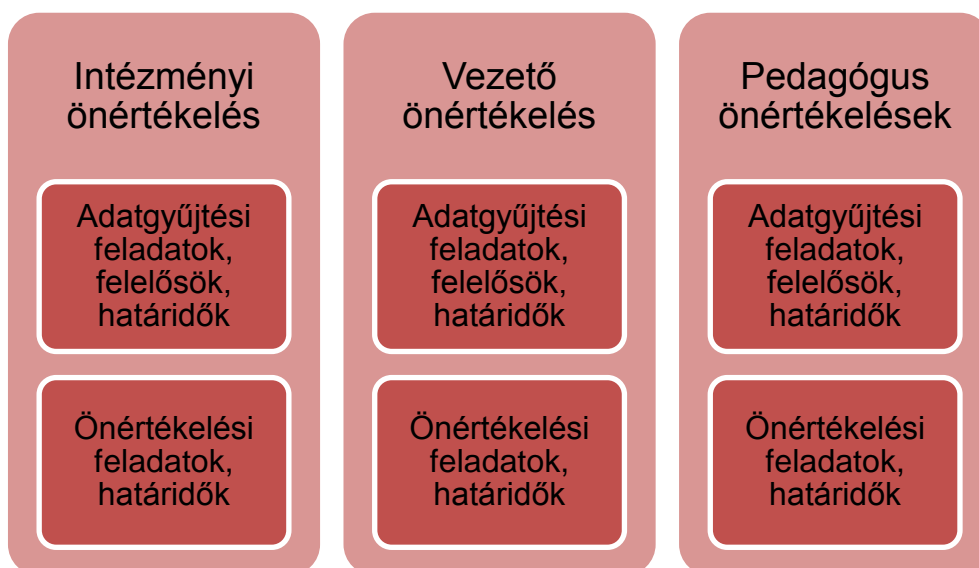 Intézményi
önértékelés
Adatgyűjtési
feladatok,
felelősök,
határidők
Önértékelési
feladatok,
határidők
Vezető
önértékelés
Adatgyűjtési
feladatok,
felelősök,
határidők
Önértékelési
feladatok,
határidők
Pedagógus
önértékelések
Adatgyűjtési
feladatok,
felelősök,
határidők
Önértékelési
feladatok,
határidők